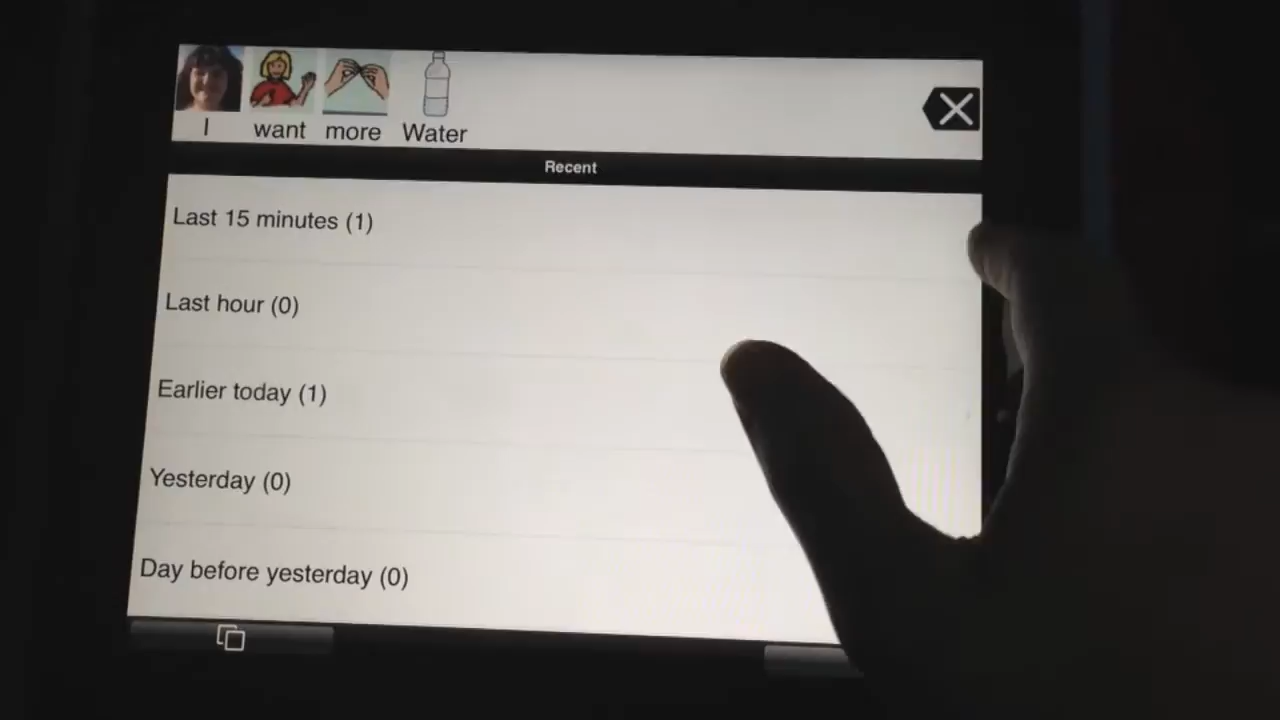 I want more Water
Recent
Last 15 minutes (1)
Last hour (0)
Earlier today (1)
Yesterday (0)
Day before yesterday (0)